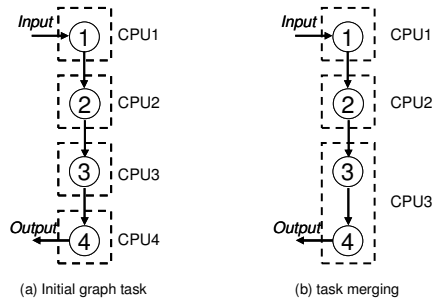 Input
1
CPU1
2
CPU2
3
CPU3
Output
4
CPU4
(a) Initial graph task
Input
1
CPU1
2
CPU2
3
CPU3
Output
4
(b) task merging